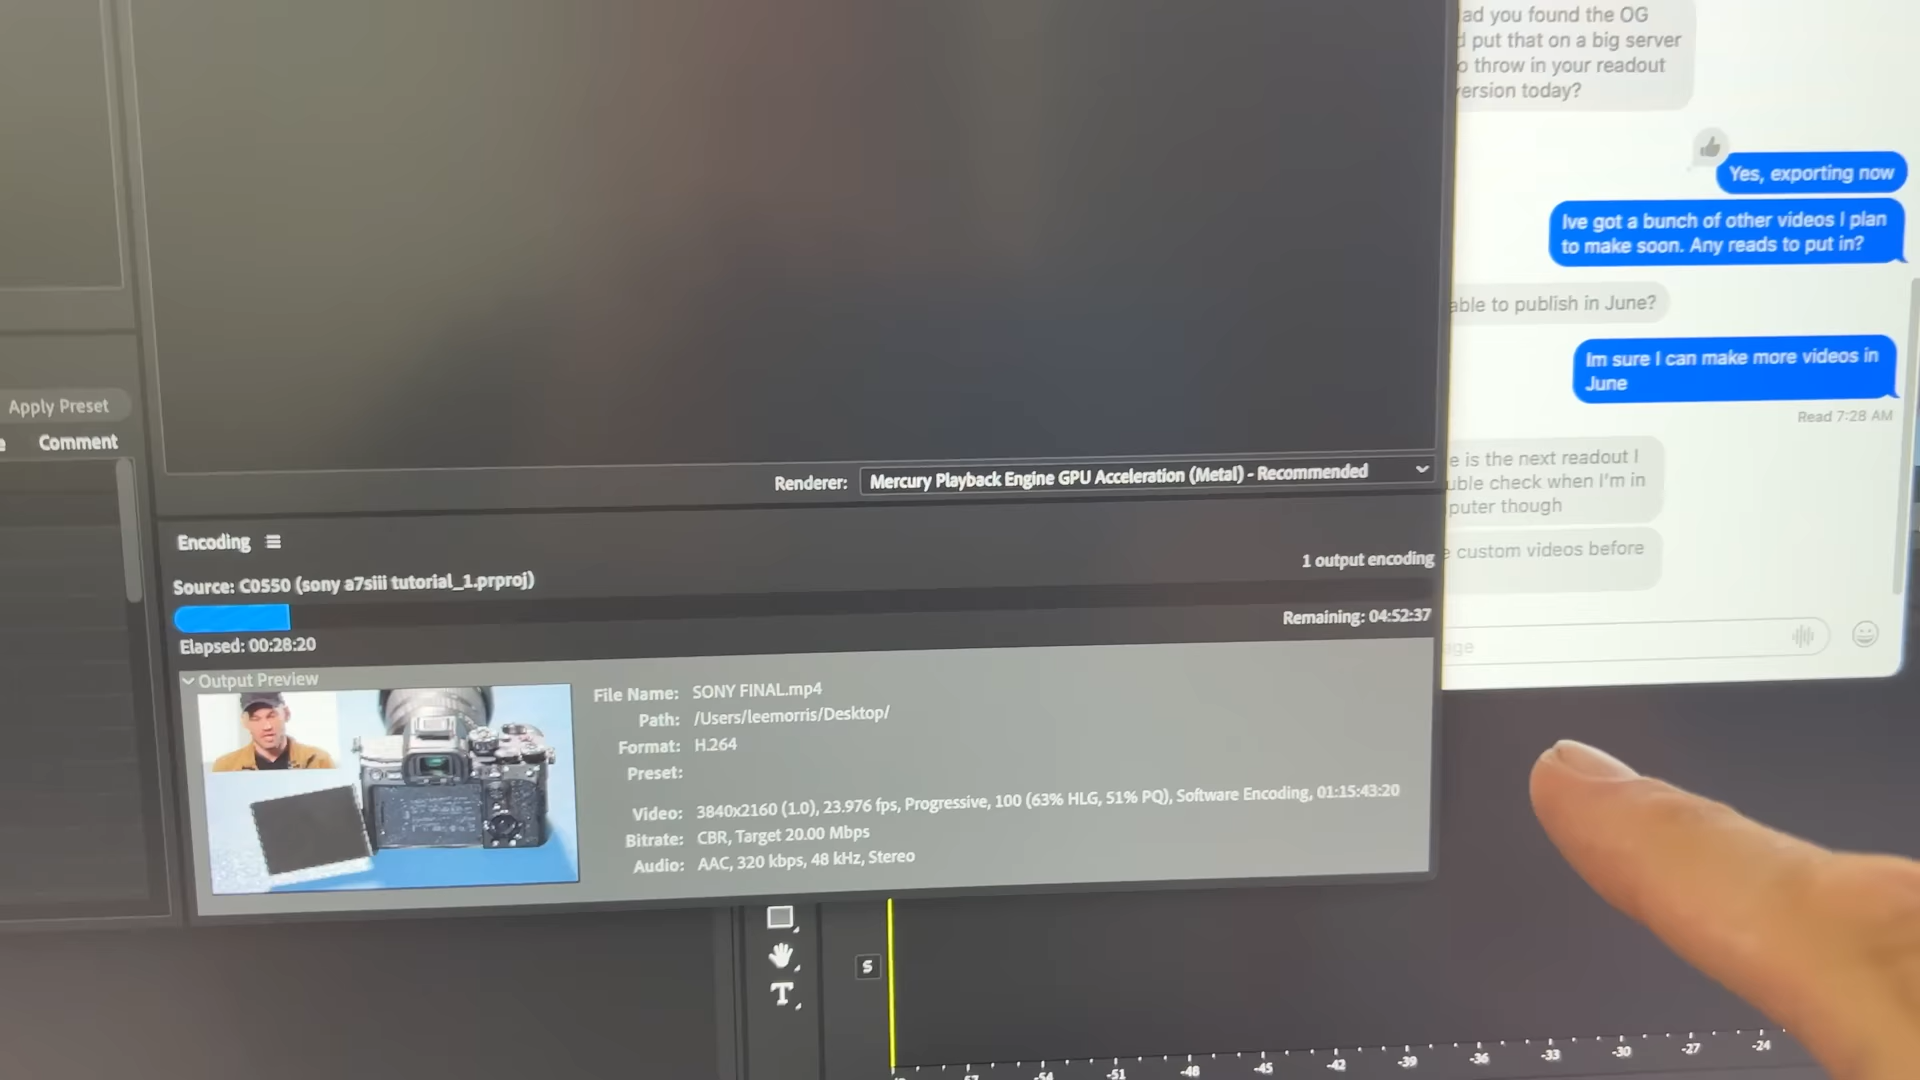 ad you found the OG
put that on a big server
o throw in your readout
ersion today?
Yes, exporting now
Ive got a bunch of other videos I plan
to make soon. Any reads to put in?
able to publish in June?
Im sure I can make more videos in
June
Read 7:28 AM
e is the next readout I
uble check when I'm in
puter though
e custom videos before
Apply Preset
e Comment
Renderer: Mercury Playback Engine GPU Acceleration (Metal) - Recommended
Encoding
1 output encoding
Source: C0550 (sony a7siii tutorial_1.prproj)
Remaining: 04:52:37
Elapsed: 00:28:20
Output Preview
File Name: SONY FINAL.mp4
Path: /Users/leemorris/Desktop/
Format: H.264
Preset:
Video: 3840x2160 (1.0), 23.976 fps, Progressive, 100 (63% HLG, 51% PQ), Software Encoding, 01:15:43:20
Bitrate: CBR, Target 20.00 Mbps
Audio: AAC, 320 kbps, 48 kHz, Stereo
S
T
-57 -54 -51 -48 -45 -42 -39 -36 -33 -30 -27 -24